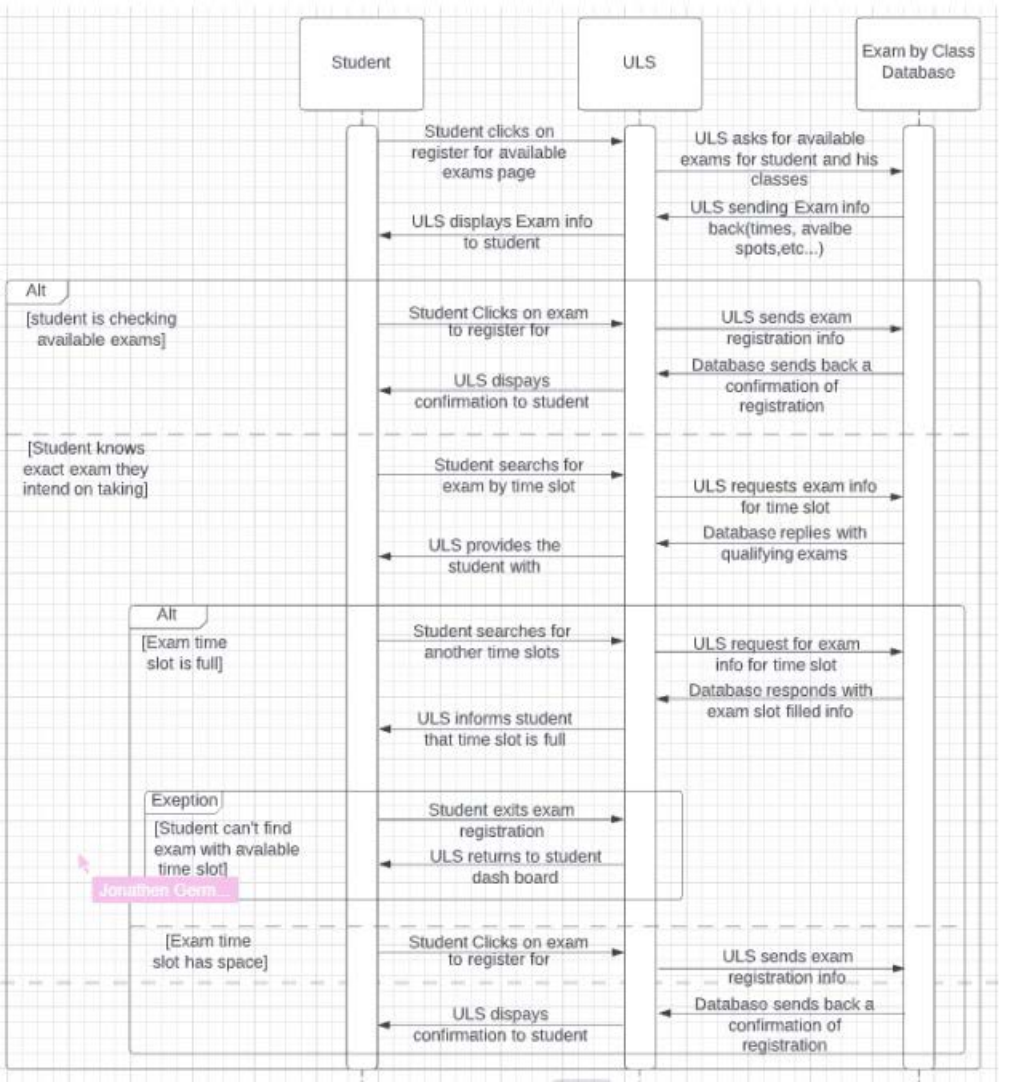 Student
ULS
Exam by Class
Database
Student clicks on
register for available
exams page
ULS asks for available
exams for student and his
classes
ULS sending Exam info
back(times, avalbe
spots,etc...)
ULS displays Exam info
to student
Alt
[student is checking
available exams]
Student Clicks on exam
to register for
ULS sends exam
registration info
Database sends back a
confirmation of
registration
ULS dispays
confirmation to student
[Student knows
exact exam they
intend on taking]
Student searchs for
exam by time slot
ULS requests exam info
for time slot
Database replies with
qualifying exams
ULS provides the
student with
Alt
[Exam time
slot is full]
Student searches for
another time slots
ULS request for exam
info for time slot
Database responds with
exam slot filled info
ULS informs student
that time slot is full
Exeption
[Student can't find
exam with avalable
time slot]
Jonathen Germ...
Student exits exam
registration
ULS returns to student
dash board
[Exam time
slot has space]
Student Clicks on exam
to register for
ULS sends exam
registration info
Database sends back a
confirmation of
registration
ULS dispays
confirmation to student